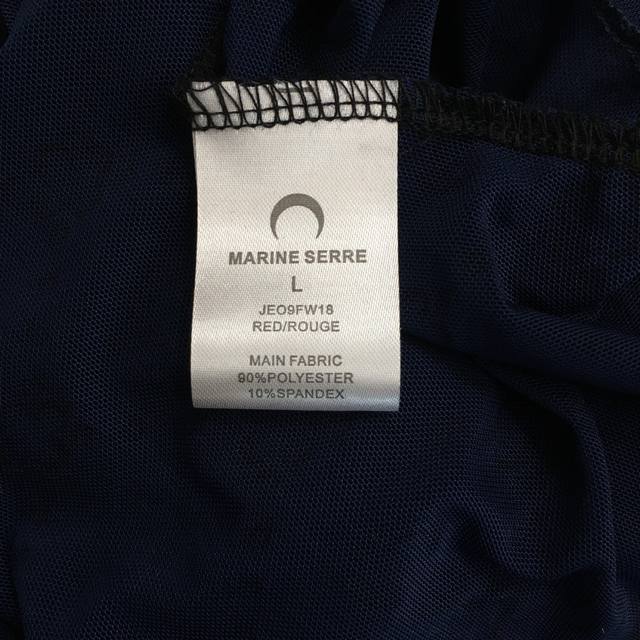 MARINE SERRE
L
JEO9FW18
RED/ROUGE
MAIN FABRIC
90%POLYESTER
10%SPANDEX